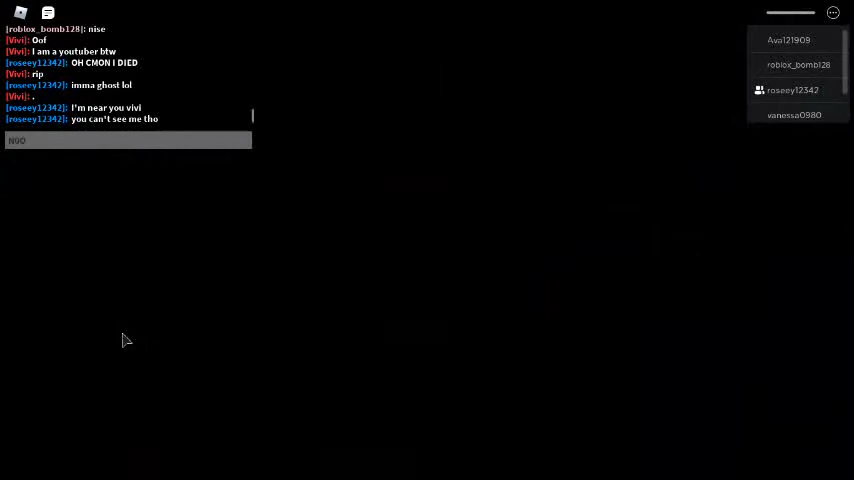 [roblox_bomb128]: nise
[Vivi]: Oof
[Vivi]: I am a youtuber btw
[roseey12342]: OH CMON I DIED
[Vivi]: rip
[roseey12342]: imma ghost lol
[Vivi]: .
[roseey12342]: I'm near you vivi
[roseey12342]: you can't see me tho
Ava121909
roblox_bomb128
roseey12342
vanessa0980